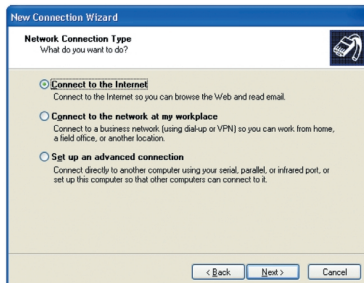 New Connection Wizard
Network Connection Type
What do you want to do?
Connect to the Internet
Connect to the Internet so you can browse the Web and read email.
Connect to the network at my workplace
Connect to a business network (using dial-up or VPN) so you can work from home,
a field office, or another location.
Set up an advanced connection
Connect directly to another computer using your serial, parallel, or infrared port, or
set up this computer so that other computers can connect to it.
< Back Next > Cancel